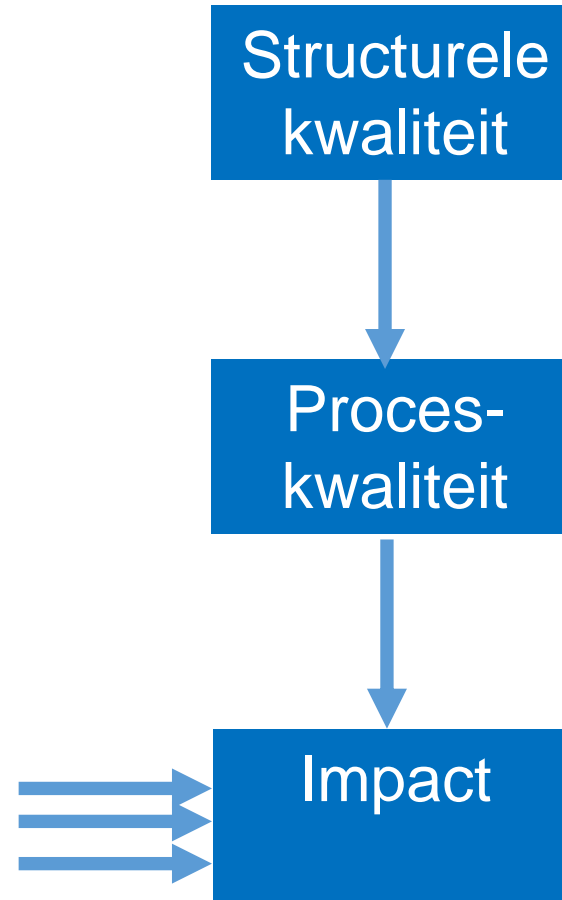 Structurele
kwaliteit
Proces-
kwaliteit
Impact